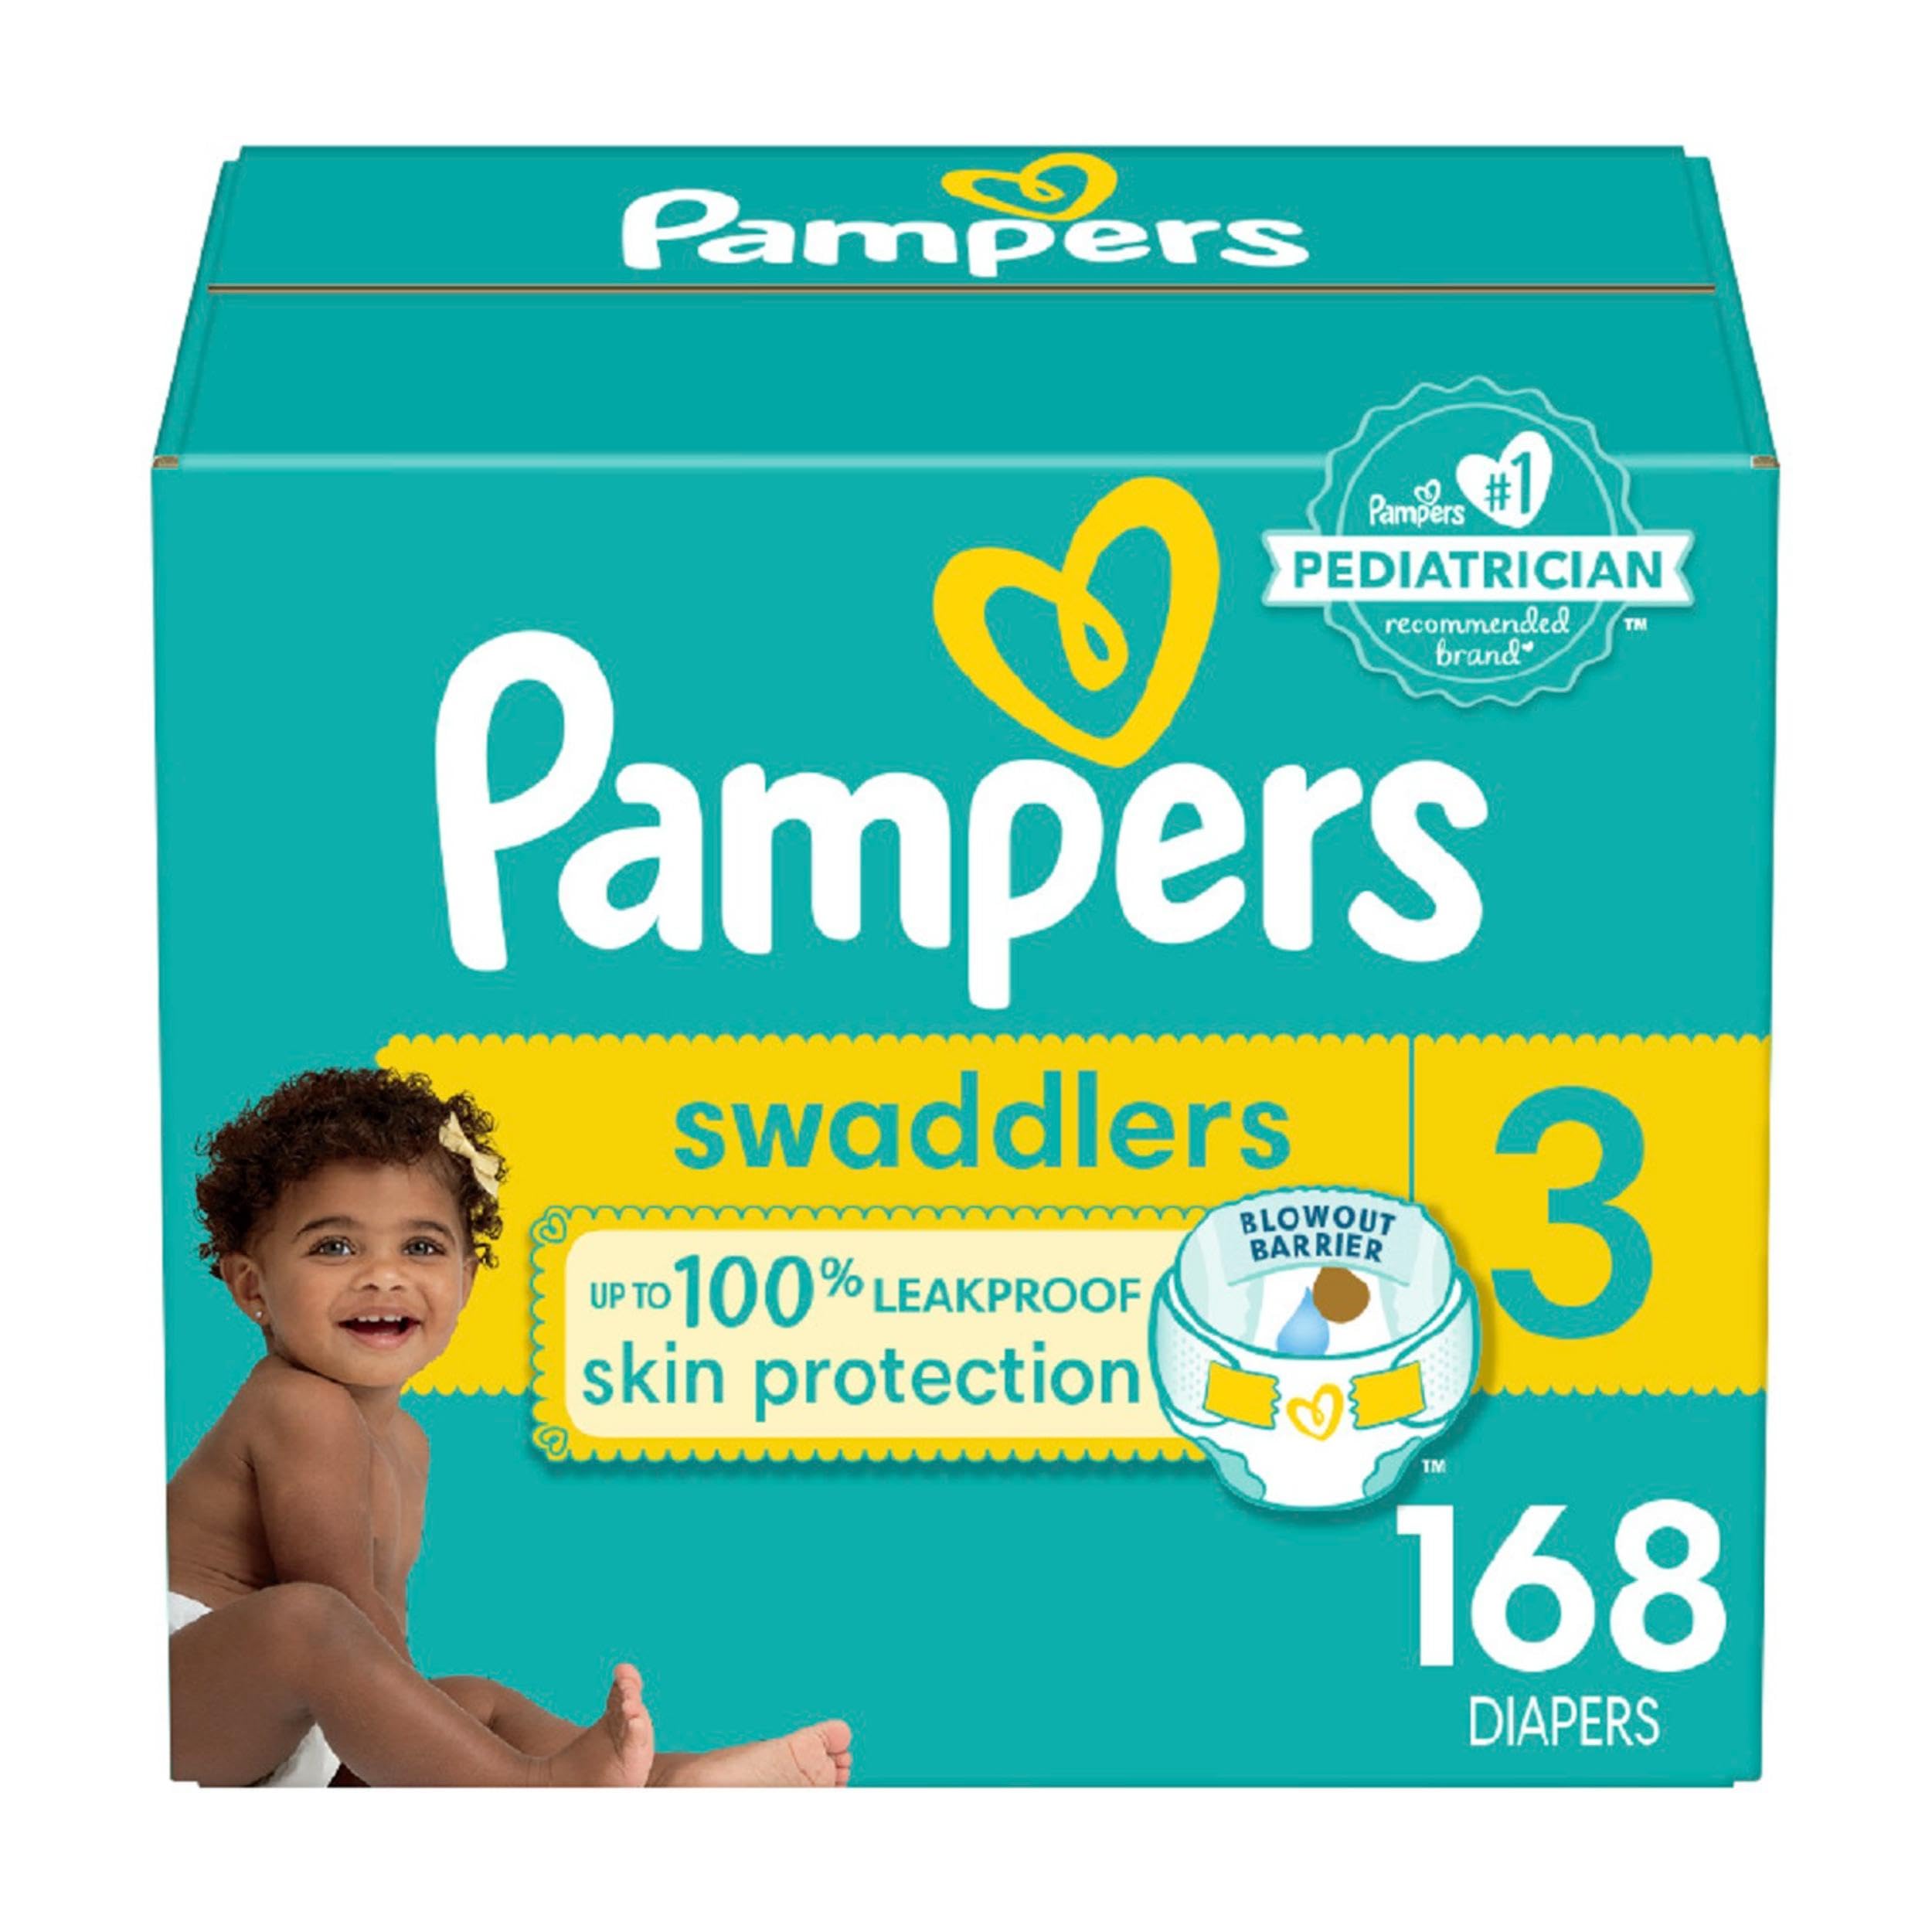 Pampers
Pampers #1
PEDIATRICIAN
recommended
brand
™
Pampers
swaddlers
3
UP TO 100% LEAKPROOF
skin protection
BLOWOUT
BARRIER
™
168
DIAPERS